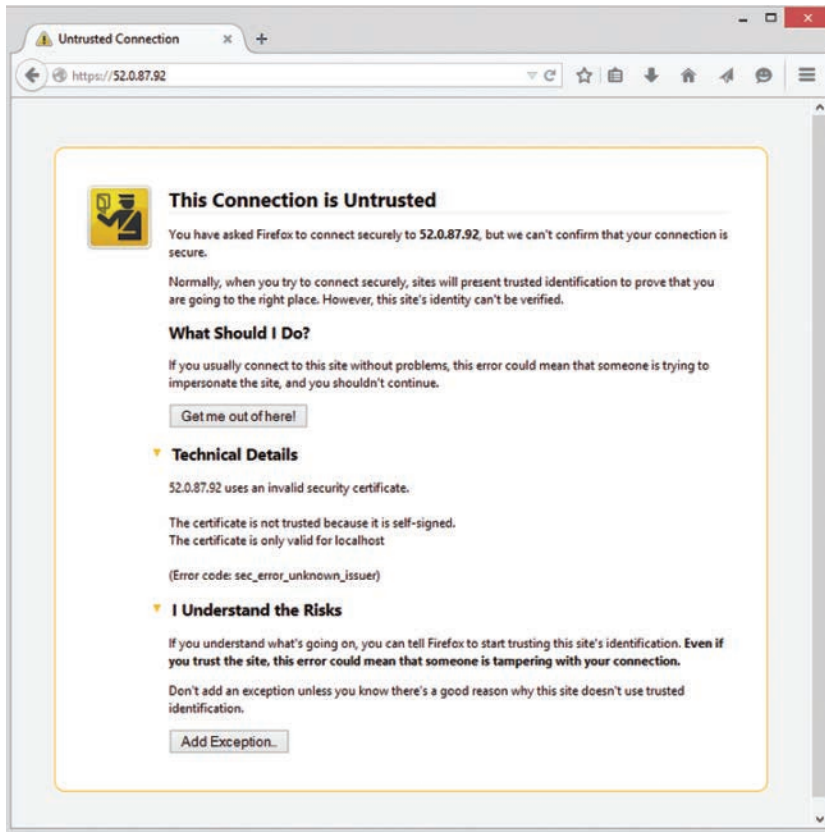 Untrusted Connection
https://52.0.87.92
This Connection is Untrusted
You have asked Firefox to connect securely to 52.0.87.92, but we can't confirm that your connection is
secure.
Normally, when you try to connect securely, sites will present trusted identification to prove that you
are going to the right place. However, this site's identity can't be verified.
What Should I Do?
If you usually connect to this site without problems, this error could mean that someone is trying to
impersonate the site, and you shouldn't continue.
Get me out of here!
Technical Details
52.0.87.92 uses an invalid security certificate.
The certificate is not trusted because it is self-signed.
The certificate is only valid for localhost
(Error code: sec_error_unknown_issuer)
I Understand the Risks
If you understand what's going on, you can tell Firefox to start trusting this site's identification. Even if
you trust the site, this error could mean that someone is tampering with your connection.
Don't add an exception unless you know there's a good reason why this site doesn't use trusted
identification.
Add Exception..